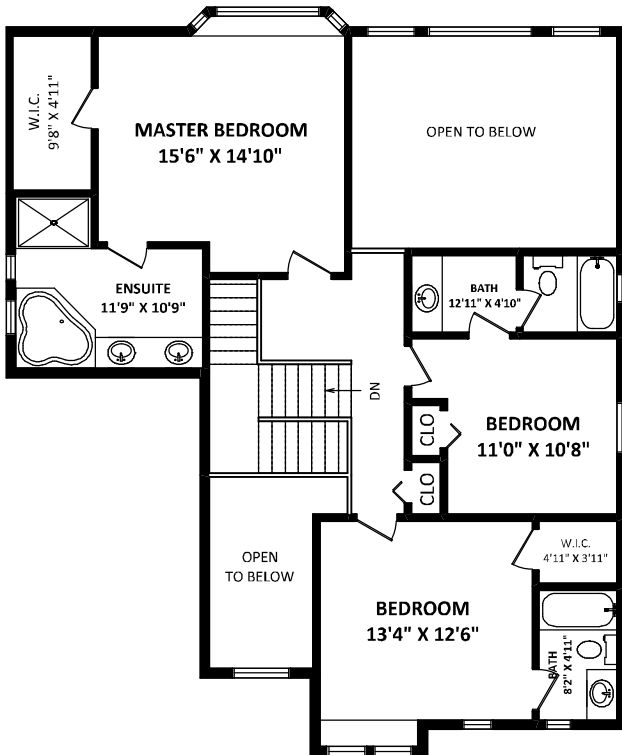 W.I.C.
9'8" X 4'11"
MASTER BEDROOM
15'6" X 14'10"
OPEN TO BELOW
ENSUITE
11'9" X 10'9"
BATH
12'11" X 4'10"
DN
CLO
BEDROOM
11'0" X 10'8"
CLO
OPEN
TO BELOW
W.I.C.
4'11" X 3'11"
BEDROOM
13'4" X 12'6"
BATH
8'2" X 4'11"